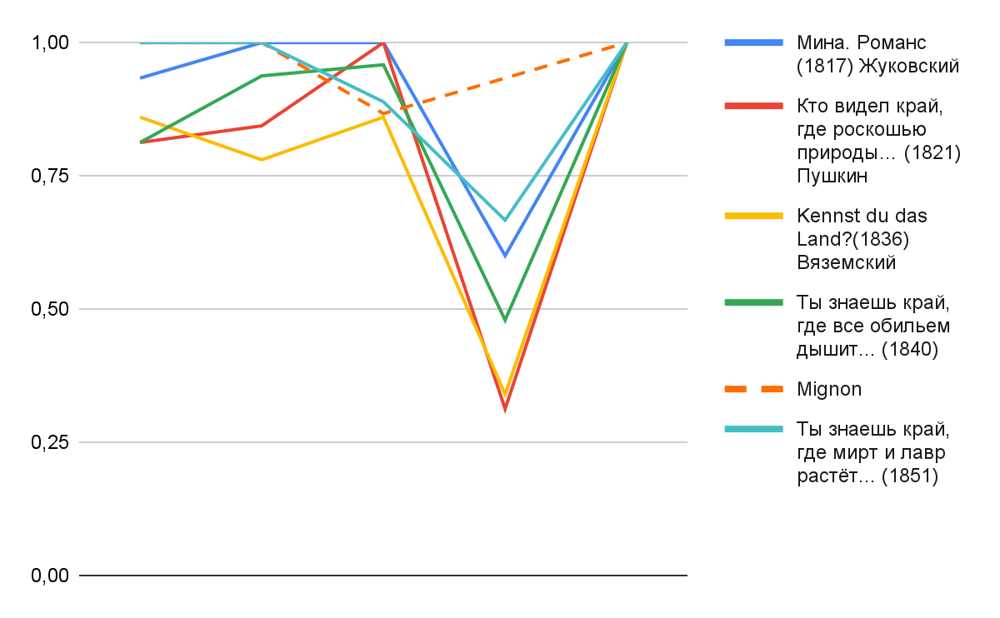 1,00
0,75
0,50
0,25
0,00
Мина. Романс
(1817) Жуковский
Кто видел край,
где роскошью
природы... (1821)
Пушкин
Kennst du das
Land?(1836)
Вяземский
Ты знаешь край,
где все обильем
дышит... (1840)
Mignon
Ты знаешь край,
где мирт и лавр
растёт... (1851)